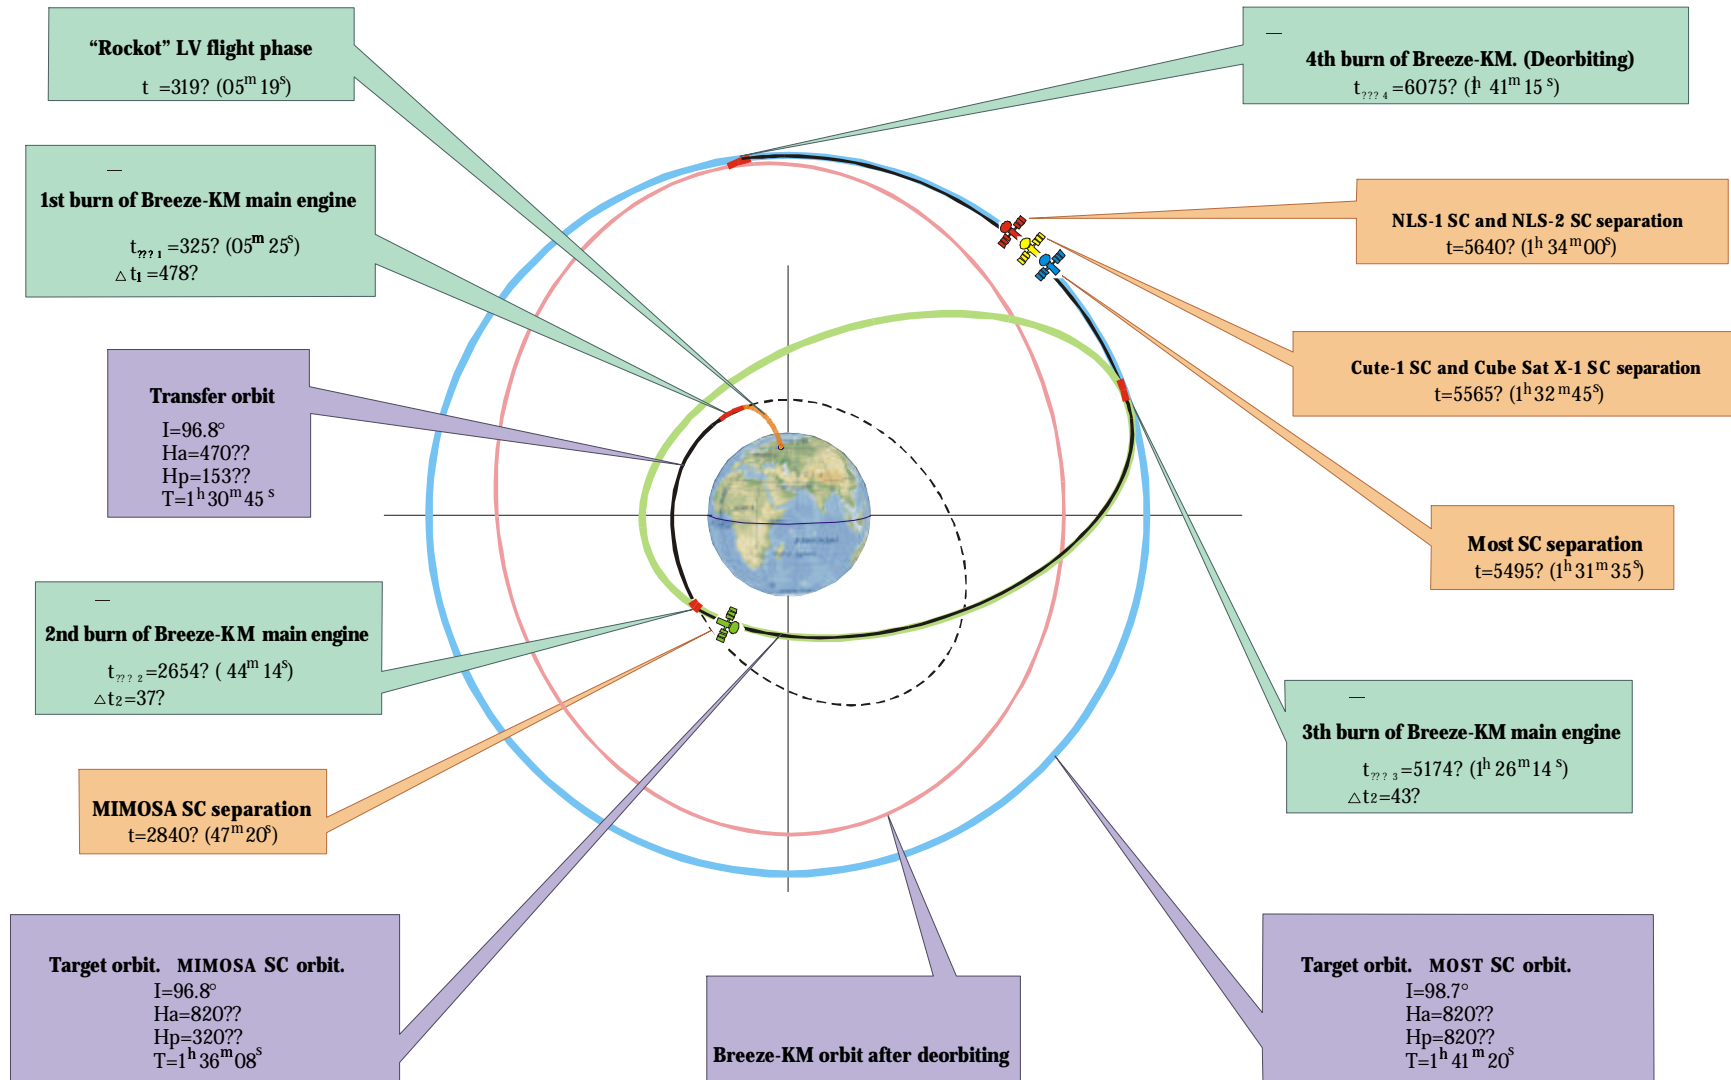 “Rockot” LV flight phase
t =319? (05m 19s)
1st burn of Breeze-KM main engine
t??? 1 =325? (05m 25s)
△ t1 =478?
Transfer orbit
I=96.8°
Ha=470??
Hp=153??
T=1h 30m 45s
2nd burn of Breeze-KM main engine
t??? 2 =2654? ( 44m 14s)
△t2=37?
MIMOSA SC separation
t=2840? (47m 20s)
Target orbit. MIMOSA SC orbit.
I=96.8°
Ha=820??
Hp=320??
T=1h 36m 08s
Breeze-KM orbit after deorbiting
4th burn of Breeze-KM. (Deorbiting)
t??? 4 =6075? (1h 41m 15s)
NLS-1 SC and NLS-2 SC separation
t=5640? (1h 34m 00s)
Cute-1 SC and Cube Sat X-1 SC separation
t=5565? (1h 32m 45s)
Most SC separation
t=5495? (1h 31m 35s)
3th burn of Breeze-KM main engine
t??? 3 =5174? (1h 26m 14s)
△t2=43?
Target orbit. MOST SC orbit.
I=98.7°
Ha=820??
Hp=820??
T=1h 41m 20s